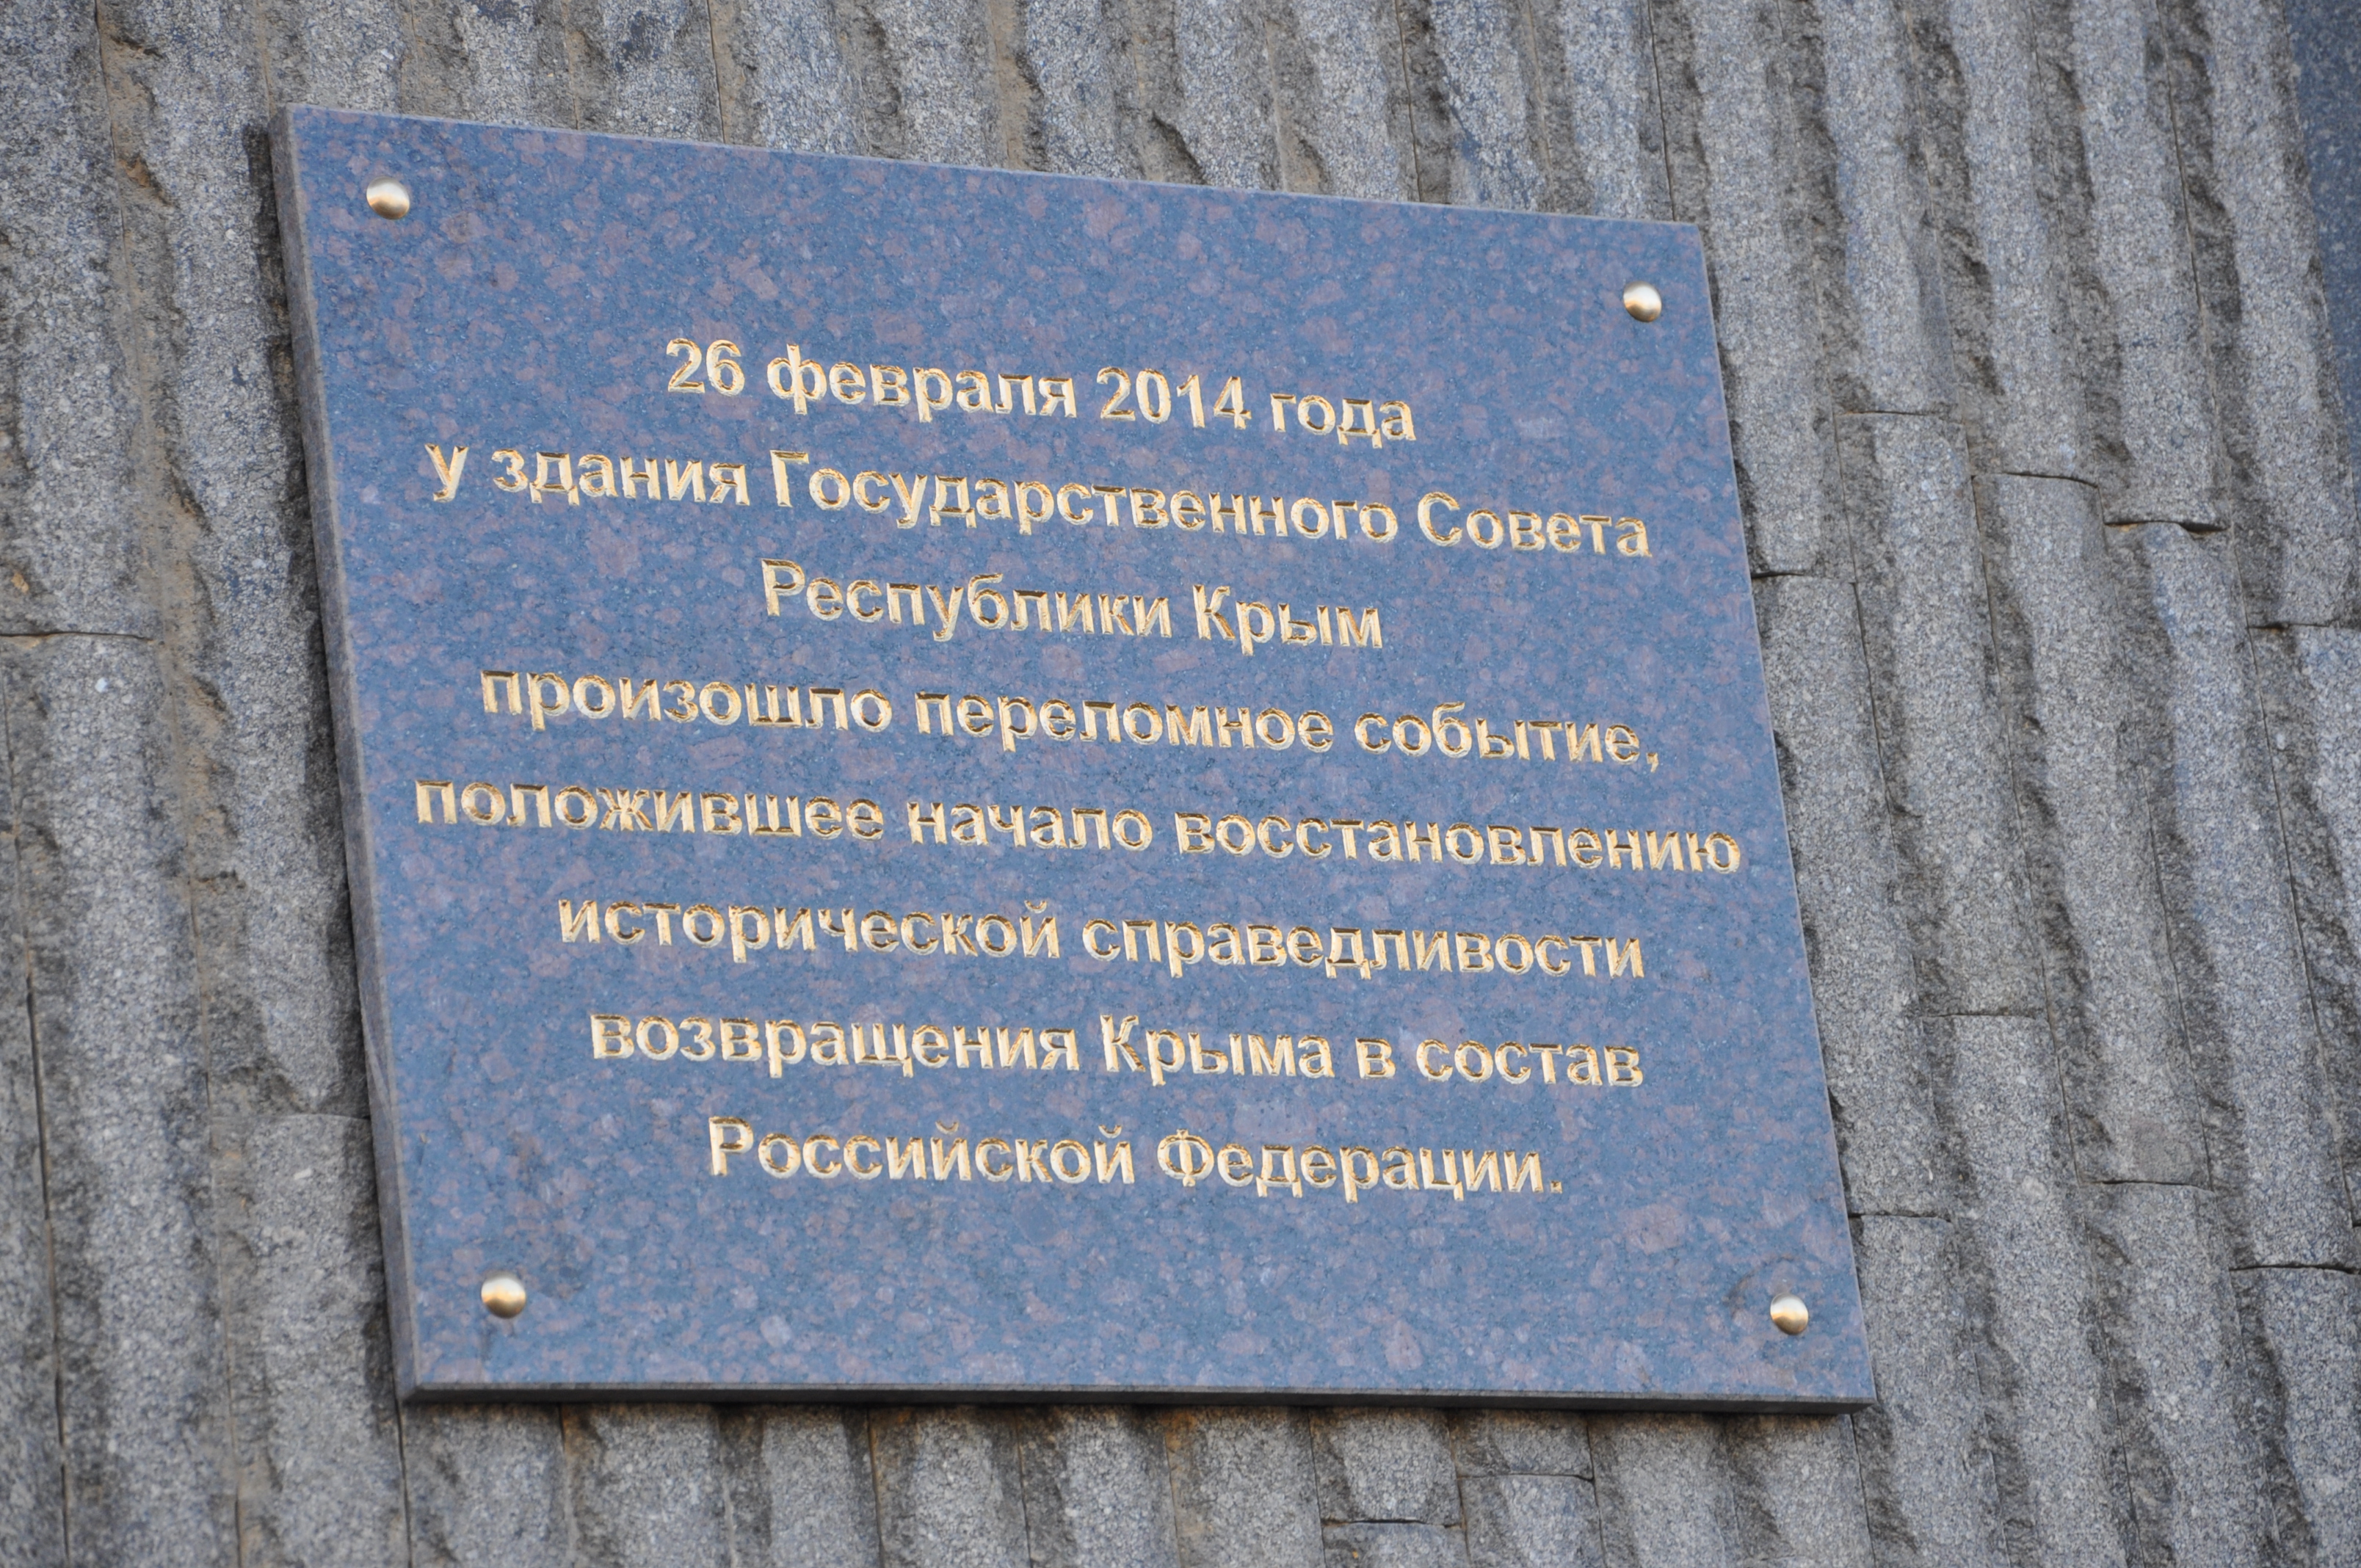 26 февраля 2014 года
у здания Государственного Совета
Республики Крым
произошло переломное событие,
положившее начало восстановлению
исторической справедливости
возвращения Крыма в состав
Российской Федерации.